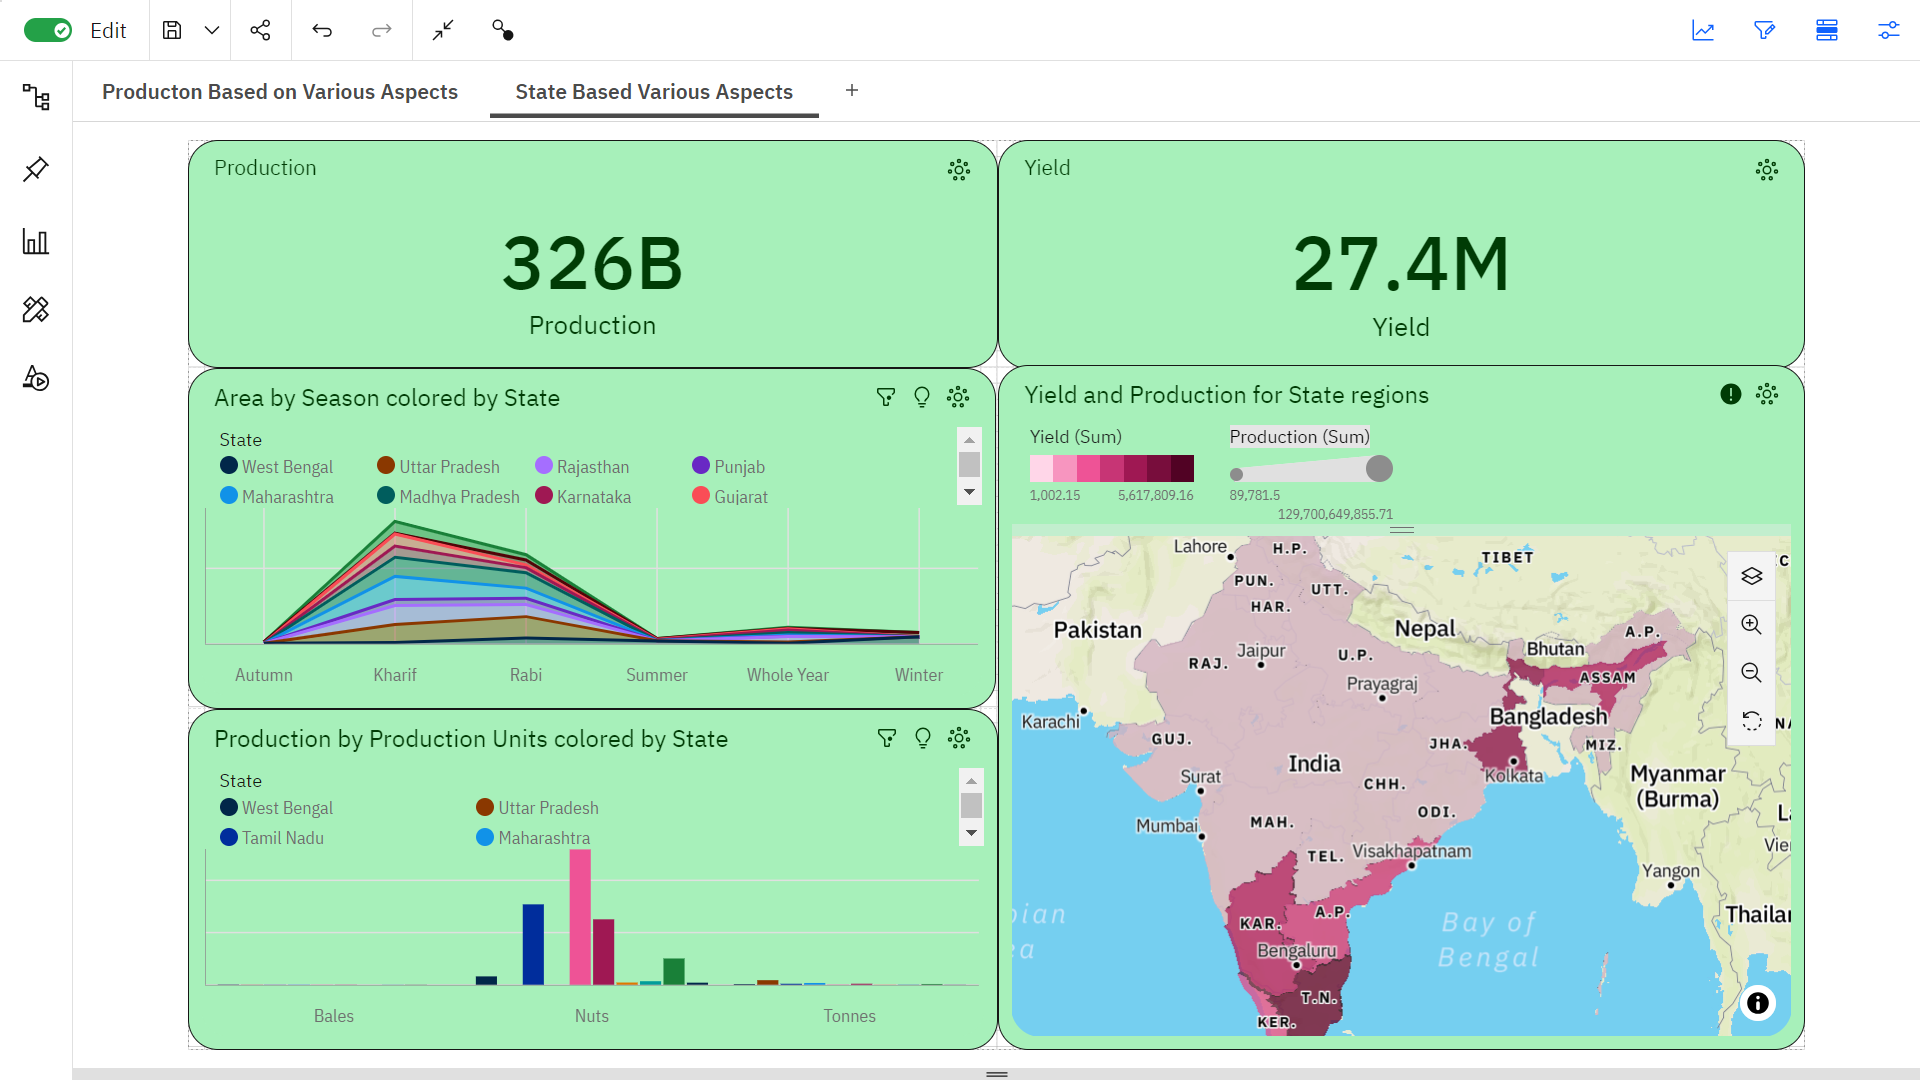 Edit
Producton Based on Various Aspects
State Based Various Aspects
+
Production
326B
Production
Yield
27.4M
Yield
Area by Season colored by State
State
West Bengal
Uttar Pradesh
Rajasthan
Punjab
Maharashtra
Madhya Pradesh
Karnataka
Gujarat
Autumn
Kharif
Rabi
Summer
Whole Year
Winter
Production by Production Units colored by State
State
West Bengal
Uttar Pradesh
Tamil Nadu
Maharashtra
Bales
Nuts
Tonnes
Yield and Production for State regions
Yield (Sum)
1,002.15
5,617,809.16
Production (Sum)
89,781.5
129,700,649,855.71
Lahore
H.P.
TIBET
PUN.
UTT.
HAR.
Pakistan
Nepal
A.P.
Jaipur
Bhutan
RAJ.
U.P.
Prayagraj
ASSAM
Karachi
Bangladesh
GUJ.
JHA.
MIZ.
India
Surat
Kolkata
Myanmar
(Burma)
CHH.
ODI.
Mumbai
MAH.
TEL.
Visakhapatnam
Yangon
A.P.
KAR.
Bay of
Bengal
Bengaluru
T.N.
KER.